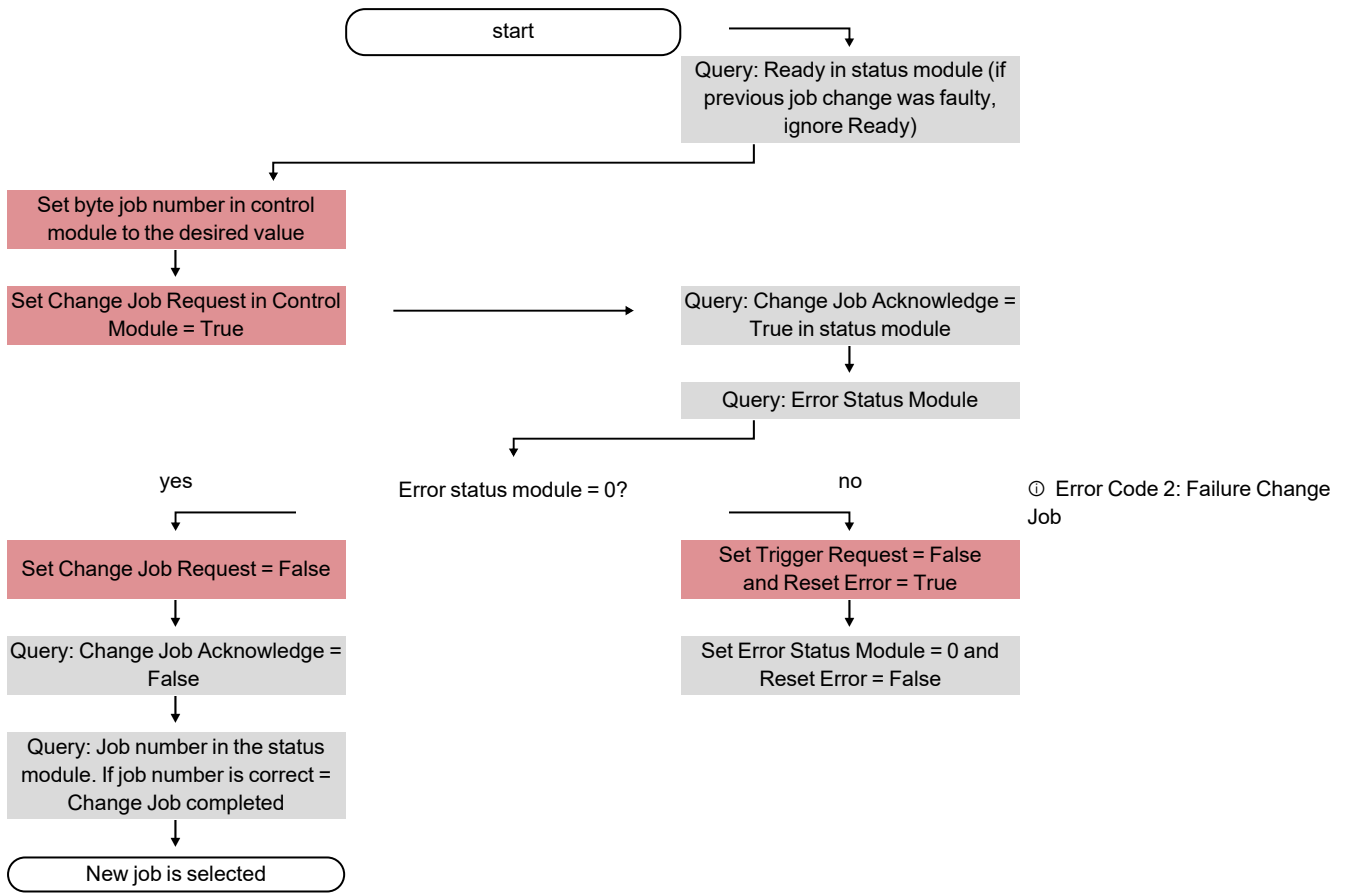 start
Query: Ready in status module (if
previous job change was faulty,
ignore Ready)
Set byte job number in control
module to the desired value
Set Change Job Request in Control
Module = True
Query: Change Job Acknowledge =
True in status module
Query: Error Status Module
yes
Error status module = 0?
no
ⓘ Error Code 2: Failure Change
Job
Set Change Job Request = False
Set Trigger Request = False
and Reset Error = True
Query: Change Job Acknowledge =
False
Set Error Status Module = 0 and
Reset Error = False
Query: Job number in the status
module. If job number is correct =
Change Job completed
New job is selected